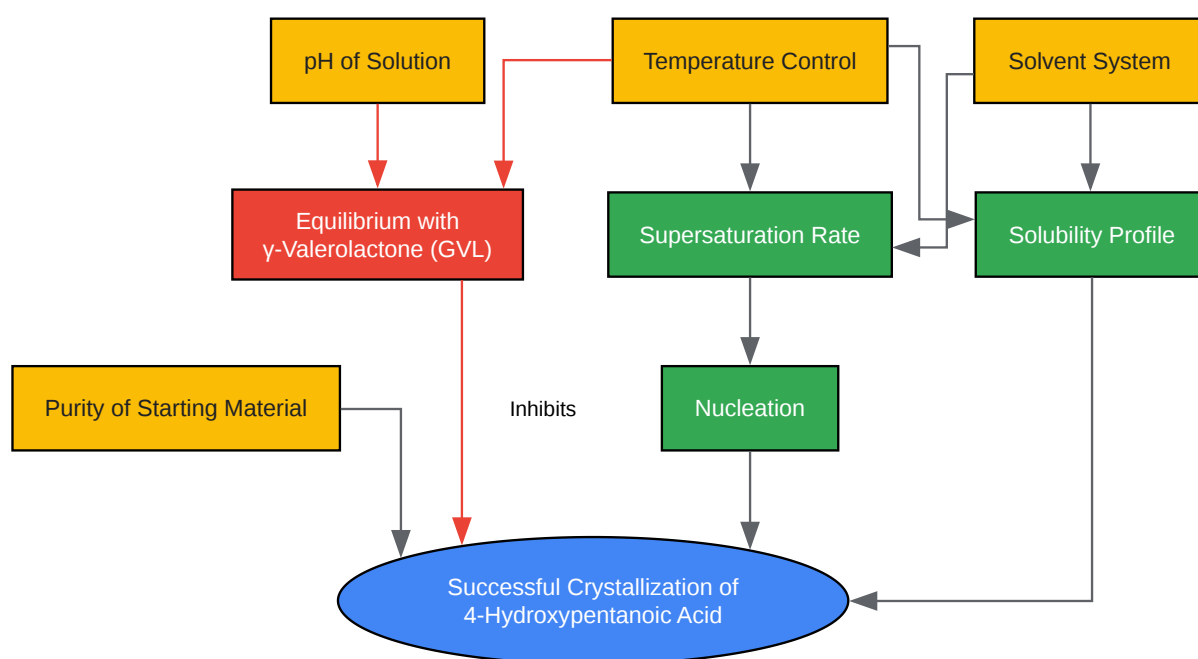 pH of Solution
Temperature Control
Solvent System
Equilibrium with
γ-Valerolactone (GVL)
Supersaturation Rate
Solubility Profile
Purity of Starting Material
Inhibits
Nucleation
Successful Crystallization of
4-Hydroxypentanoic Acid